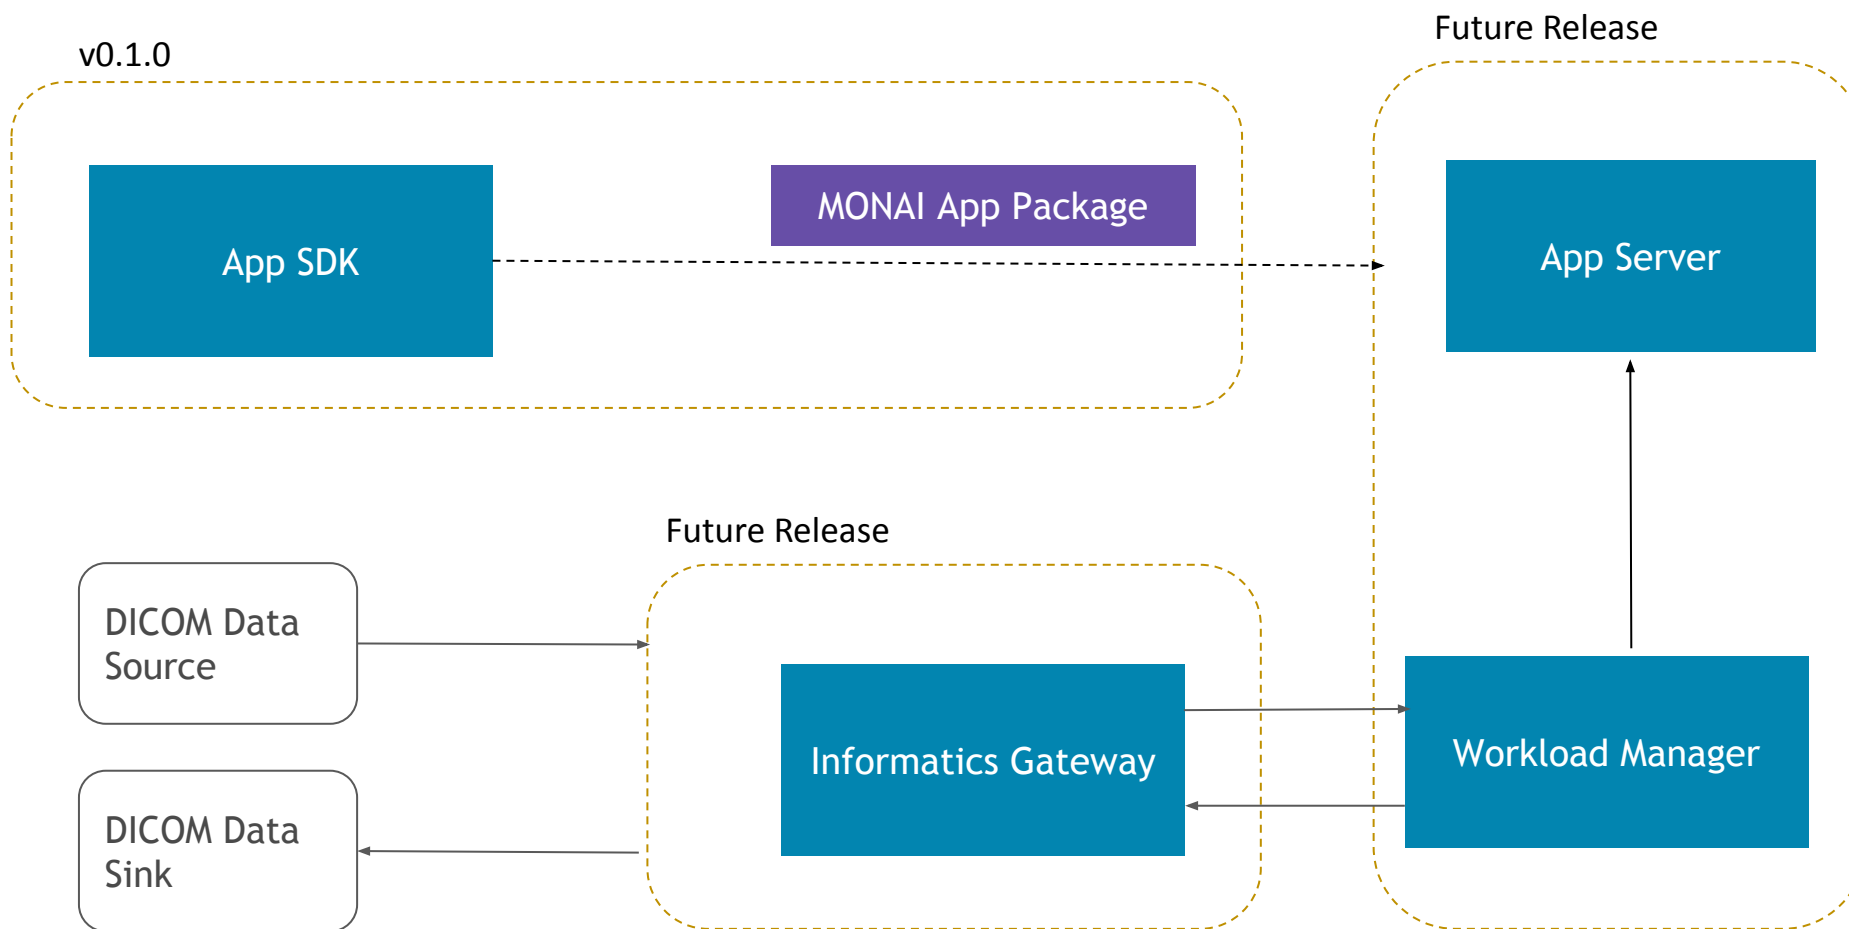 v0.1.0
Future Release
App SDK
MONAI App Package
App Server
Future Release
DICOM Data
Source
Informatics Gateway
Workload Manager
DICOM Data
Sink